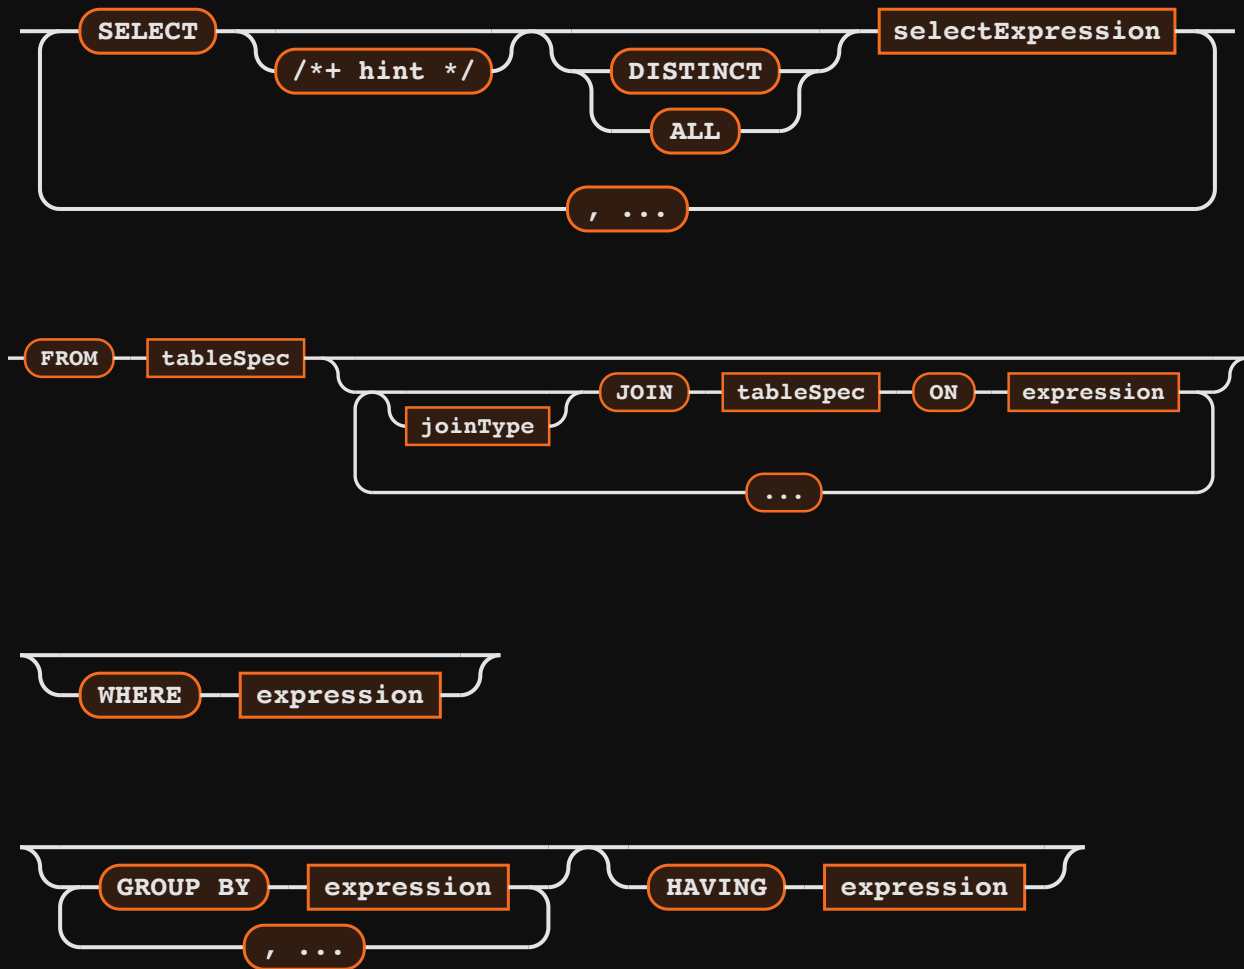 SELECT selectExpression
/*+ hint */ DISTINCT
ALL
, ...
FROM tableSpec
JOIN tableSpec ON expression
joinType
...
WHERE expression
GROUP BY expression HAVING expression
, ...